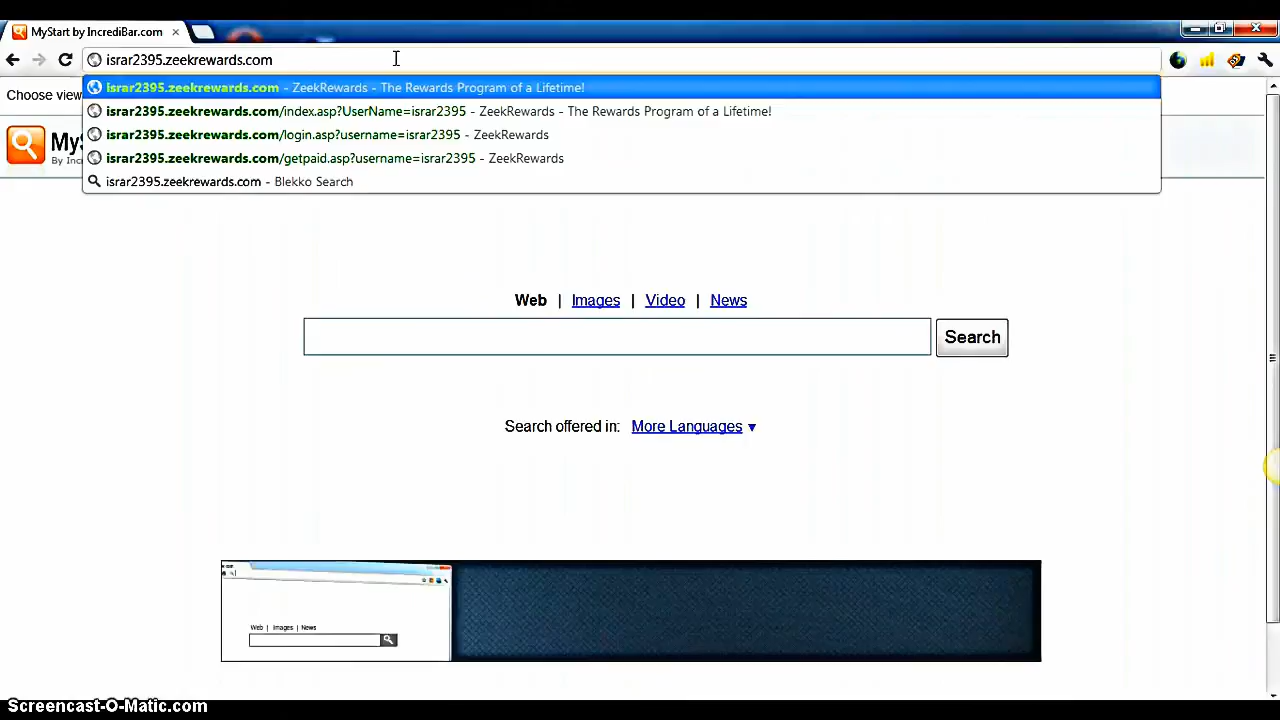 MyStart by IncrediBar.com
israr2395.zeekrewards.com
israr2395.zeekrewards.com - ZeekRewards - The Rewards Program of a Lifetime!
israr2395.zeekrewards.com/index.asp?UserName=israr2395 - ZeekRewards - The Rewards Program of a Lifetime!
israr2395.zeekrewards.com/login.asp?username=israr2395 - ZeekRewards
israr2395.zeekrewards.com/getpaid.asp?username=israr2395 - ZeekRewards
israr2395.zeekrewards.com - Blekko Search
Choose view
Web | Images | Video | News
Search
Search offered in: More Languages ▼
Web | Images | News
Screencast-O-Matic.com